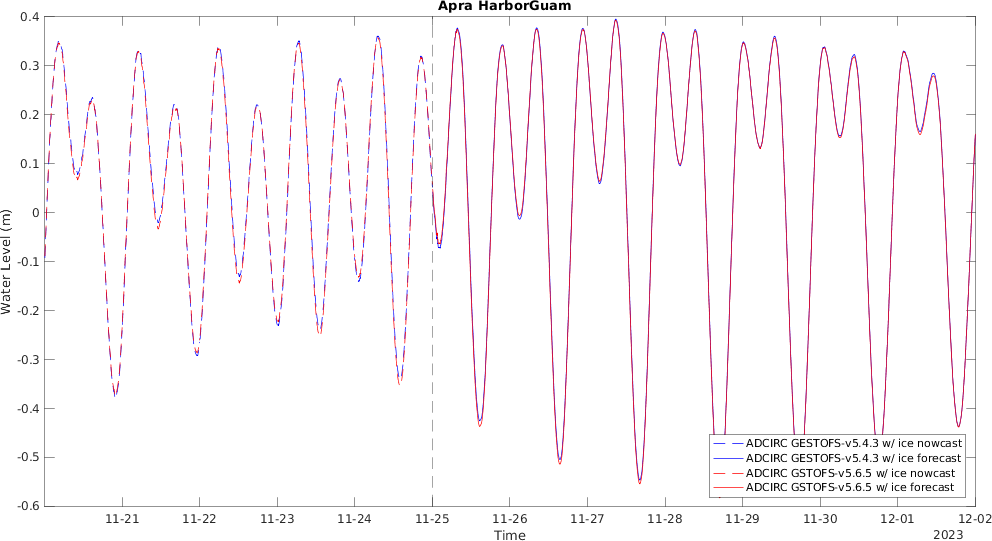 Apra HarborGuam
0.4
0.3
0.2
0.1
0
-0.1
-0.2
-0.3
-0.4
-0.5
-0.6
Water Level (m)
ADCIRC GESTOFS-v5.4.3 w/ ice nowcast
ADCIRC GESTOFS-v5.4.3 w/ ice forecast
ADCIRC GSTOFS-v5.6.5 w/ ice nowcast
ADCIRC GSTOFS-v5.6.5 w/ ice forecast
11-21 11-22 11-23 11-24 11-25 11-26 11-27 11-28 11-29 11-30 12-01 12-02
Time
2023